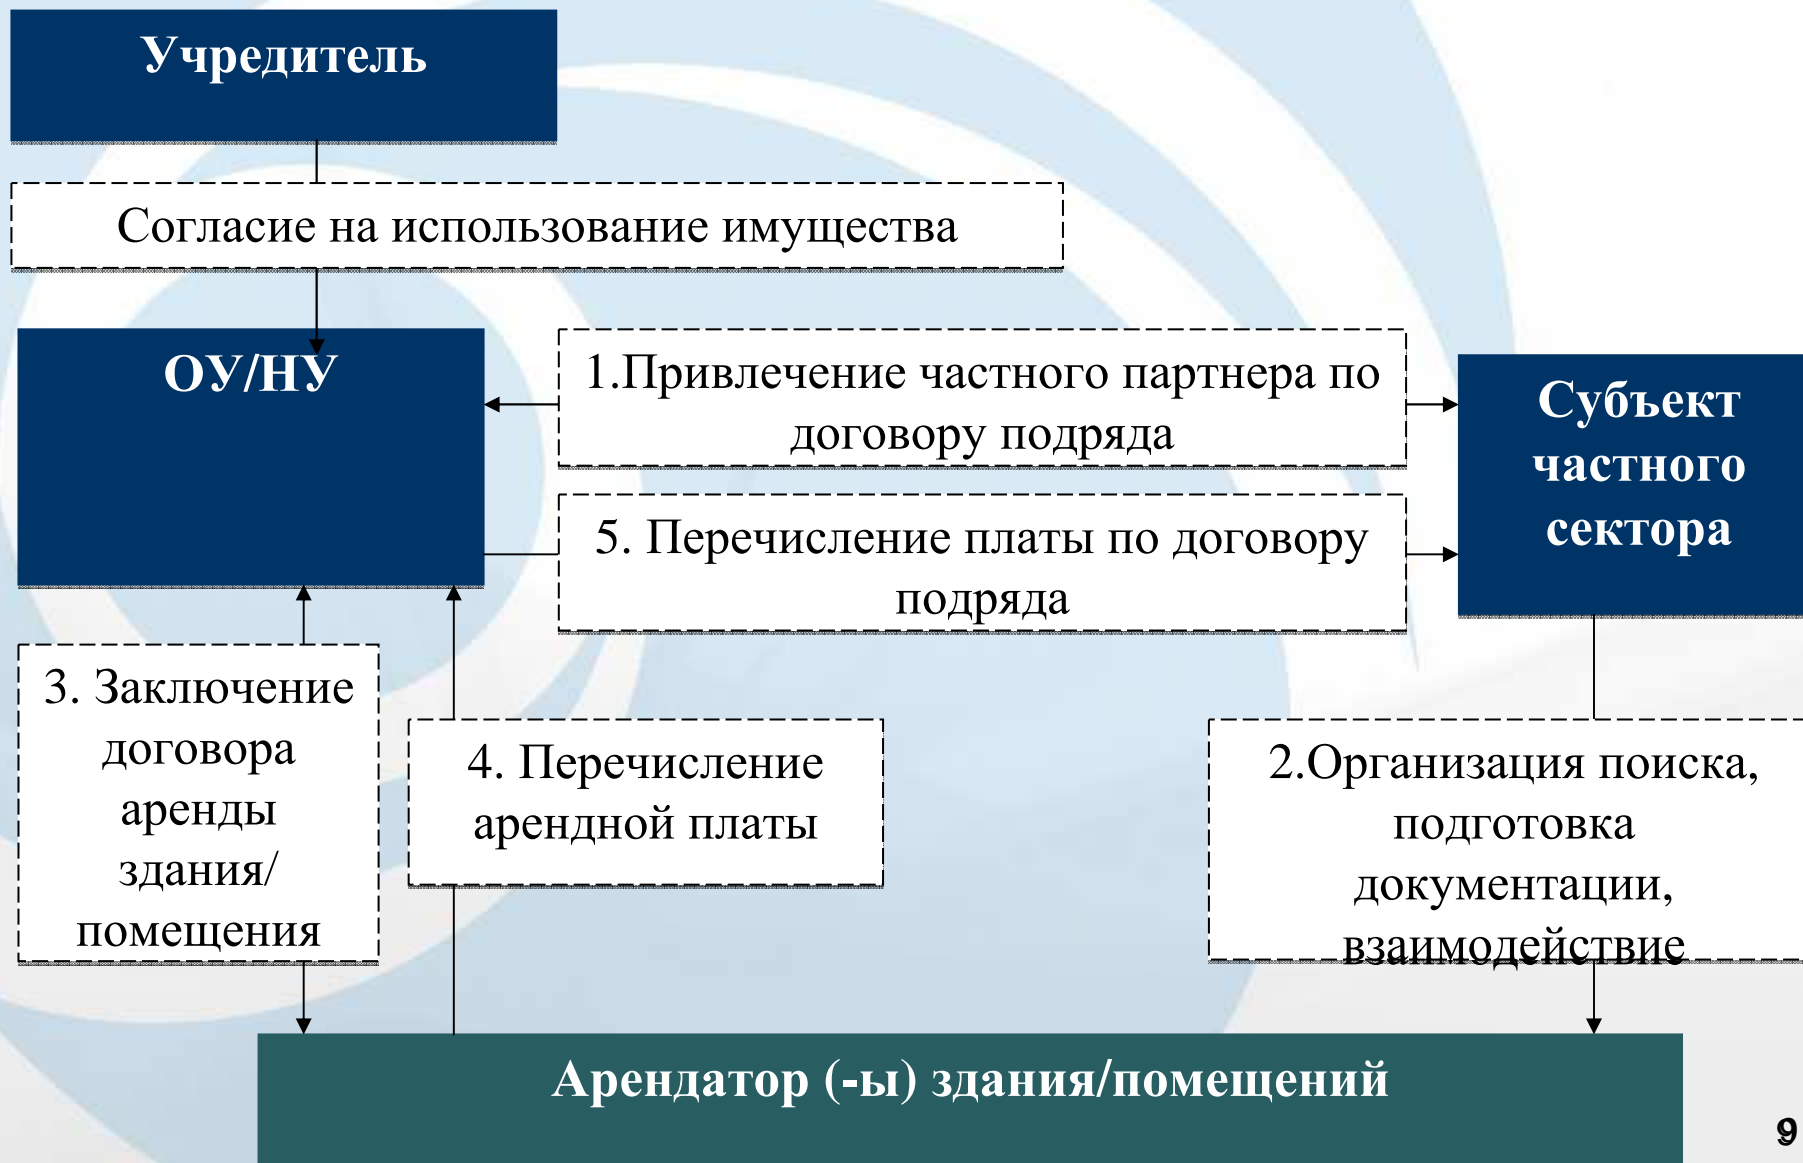 Учредитель
Согласие на использование имущества
ОУ/НУ
1.Привлечение частного партнера по
договору подряда
Субъект
частного
сектора
5. Перечисление платы по договору
подряда
3. Заключение
договора
аренды
здания/
помещения
4. Перечисление
арендной платы
2.Организация поиска,
подготовка
документации,
взаимодействие
Арендатор (-ы) здания/помещений
9